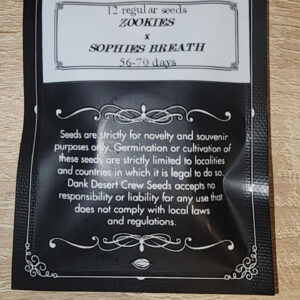 12 regular seeds
ZOOKIES
x
SOPHIES BREATH
56-70 days
Seeds are strictly for novelty and souvenir
purposes only. Germination or cultivation of
these seeds are strictly limited to localities
and countries in which it is legal to do so.
Dank Desert Crew Seeds accepts no
responsibility or liability for any use that
does not comply with local laws
and regulations.